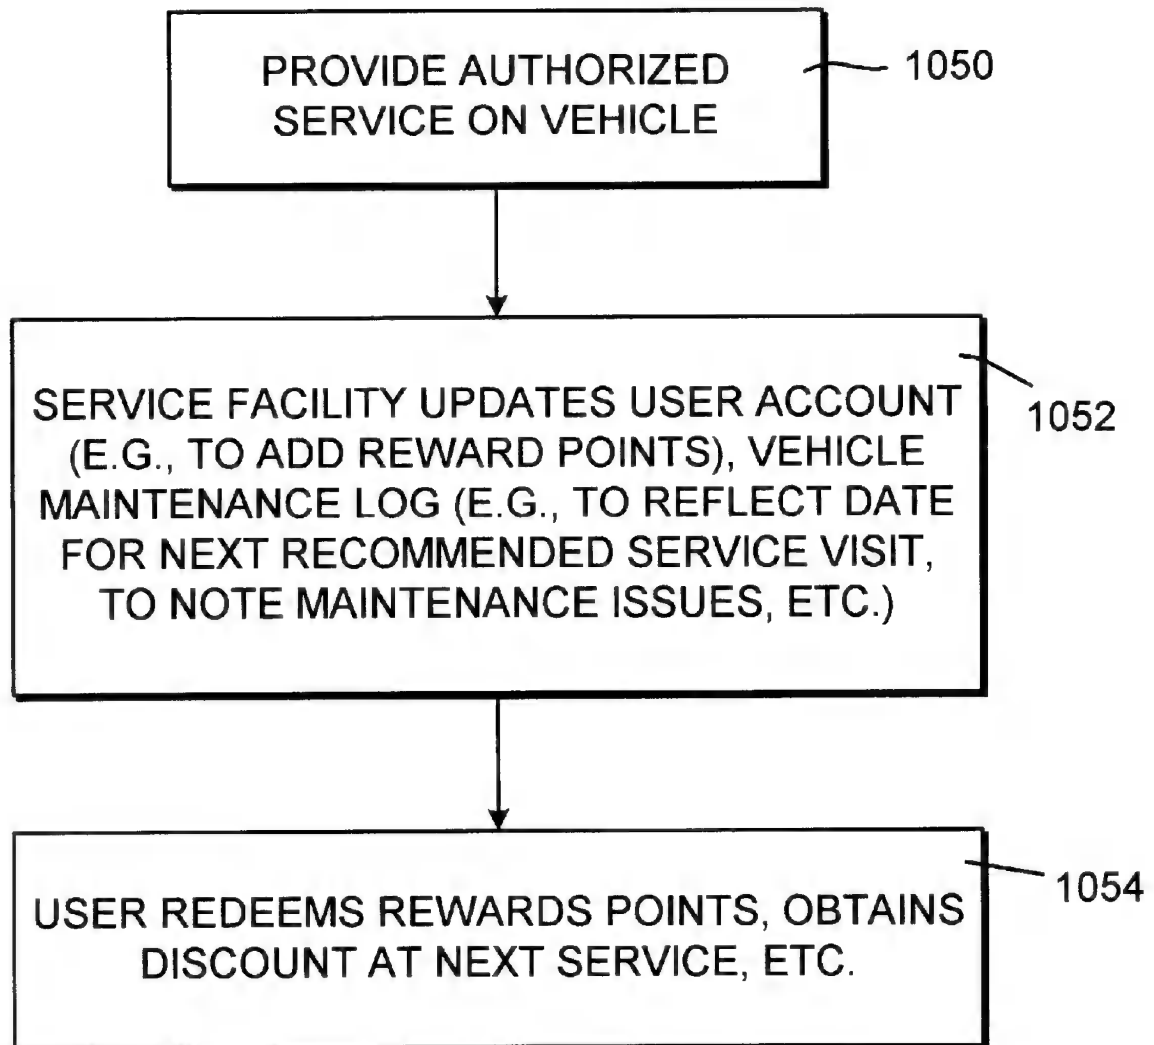 PROVIDE AUTHORIZED
SERVICE ON VEHICLE
1050
SERVICE FACILITY UPDATES USER ACCOUNT
(E.G., TO ADD REWARD POINTS), VEHICLE
MAINTENANCE LOG (E.G., TO REFLECT DATE
FOR NEXT RECOMMENDED SERVICE VISIT,
TO NOTE MAINTENANCE ISSUES, ETC.)
1052
USER REDEEMS REWARDS POINTS, OBTAINS
DISCOUNT AT NEXT SERVICE, ETC.
1054